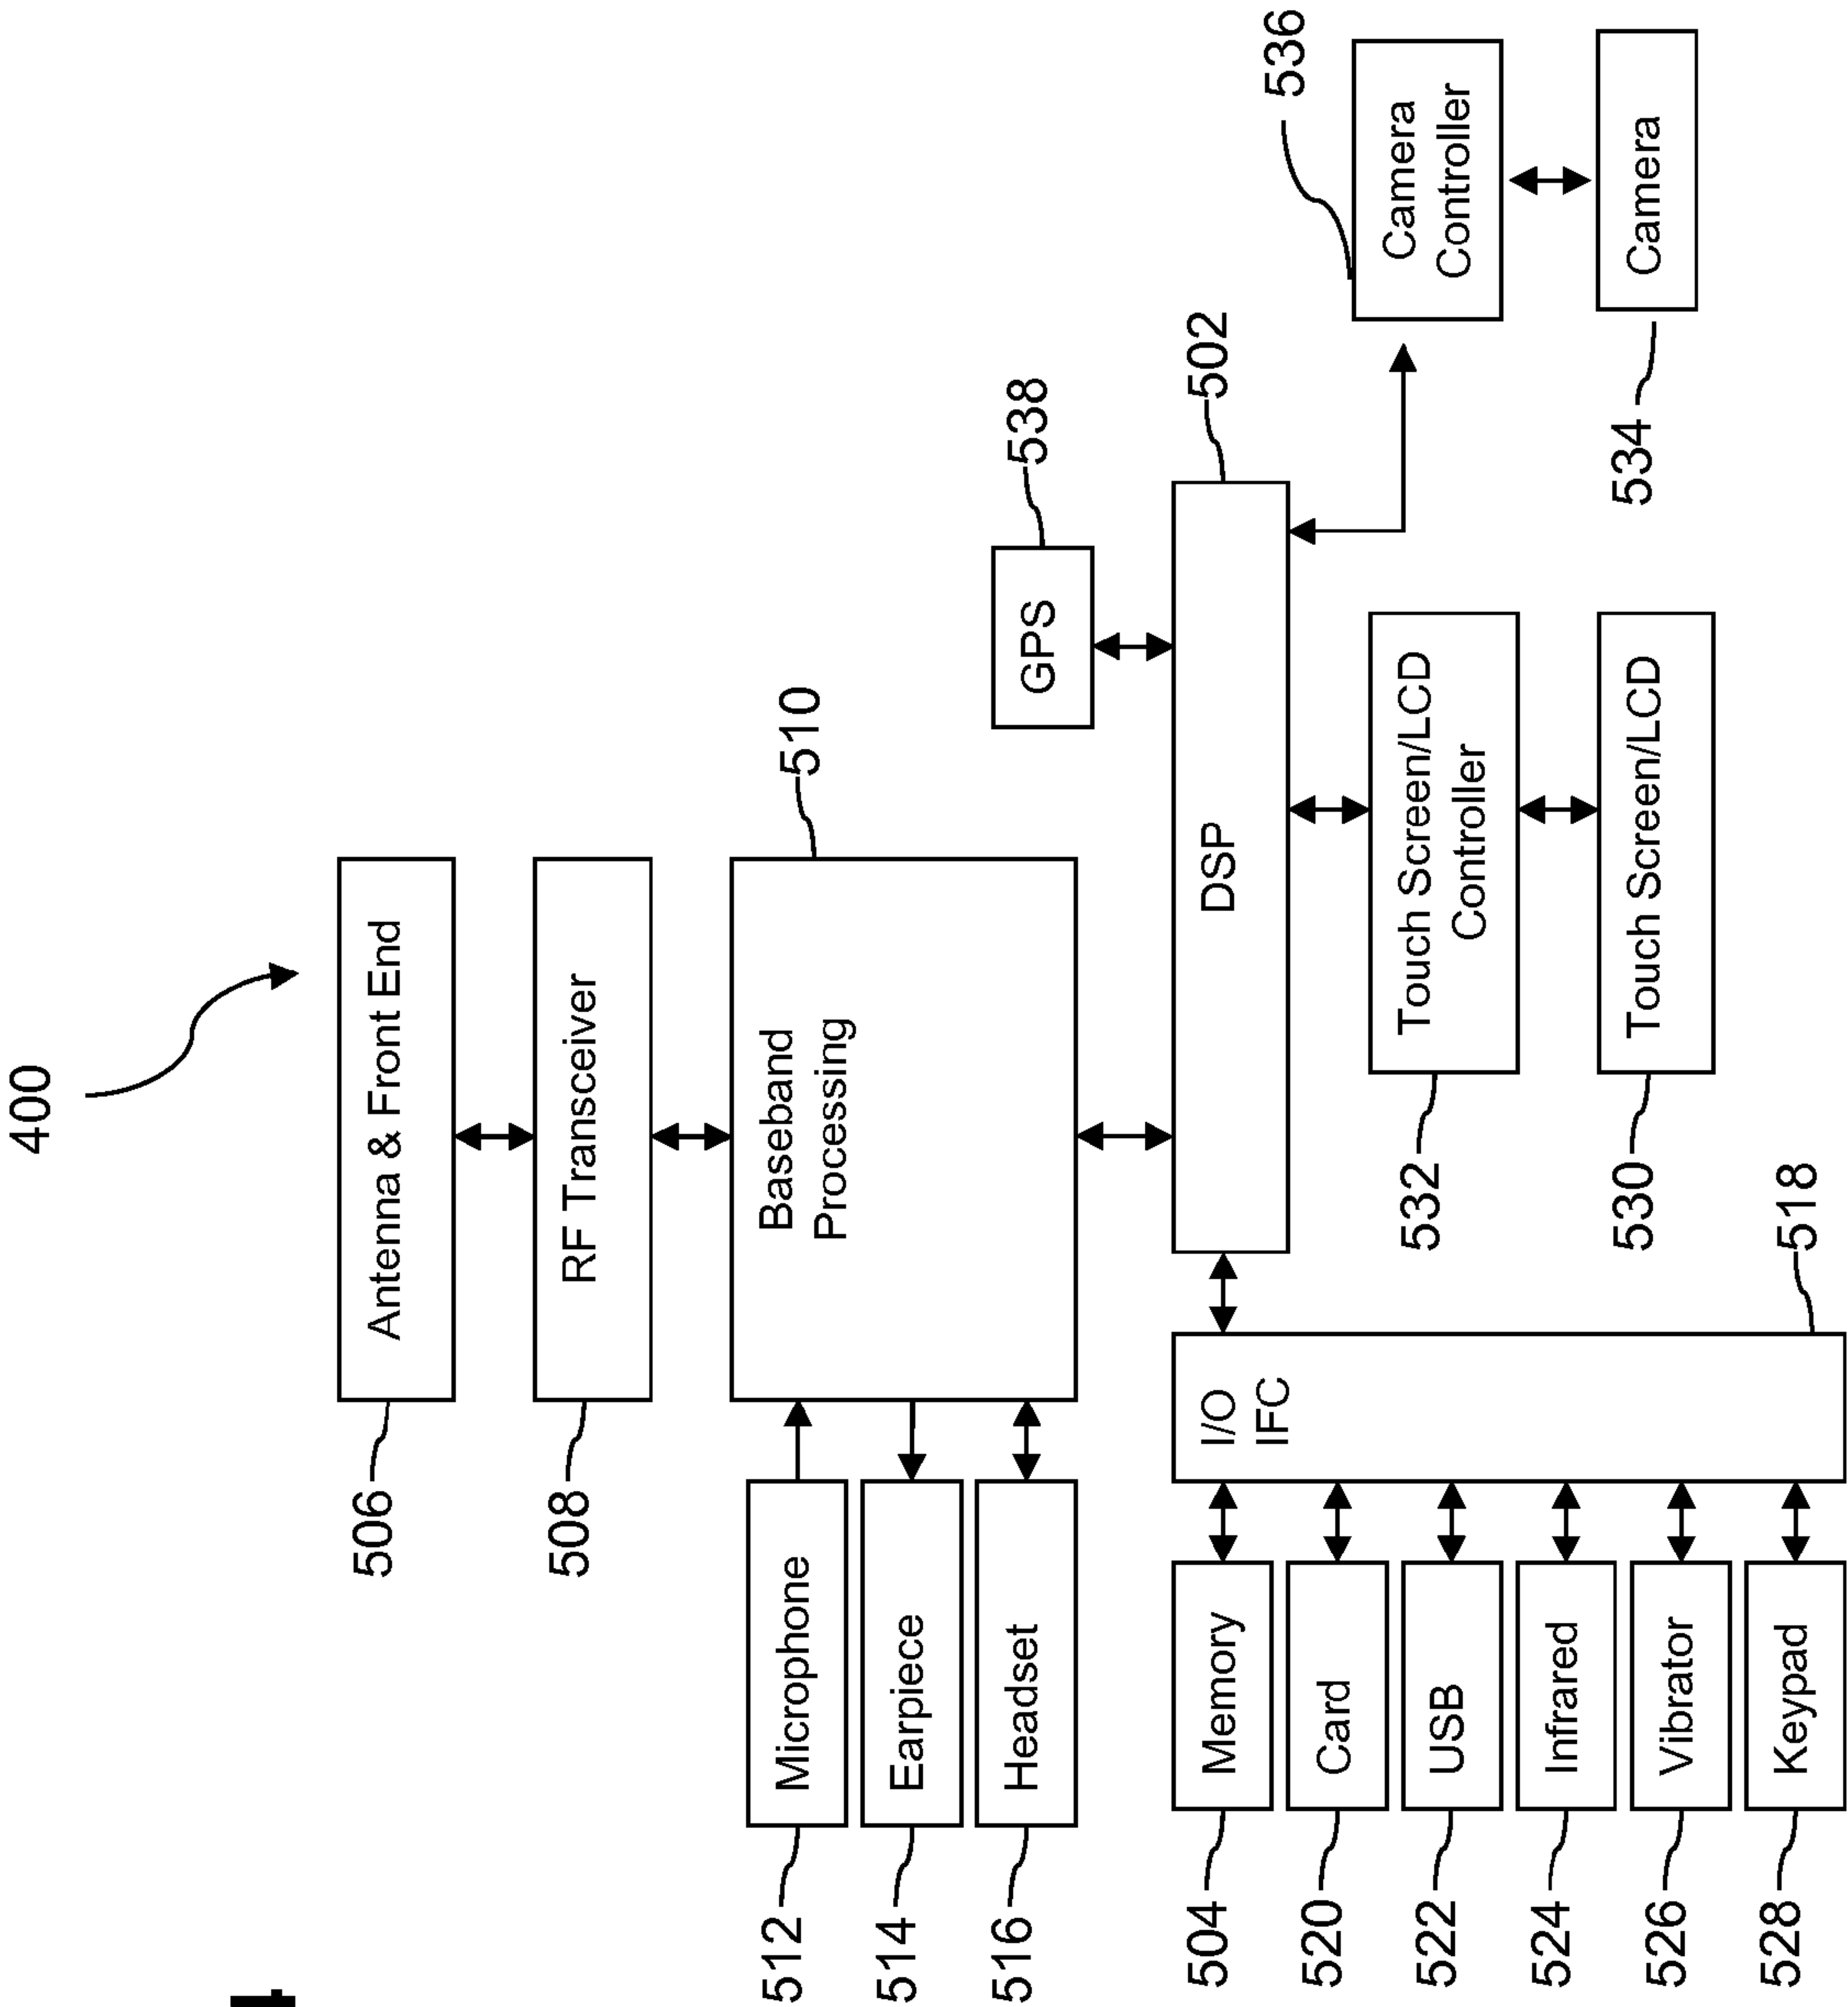 400
506
Antenna & Front End
508
RF Transceiver
510
Baseband
Processing
512
Microphone
514
Earpiece
516
Headset
GPS
538
DSP
502
I/O
IFC
518
504
Memory
520
Card
522
USB
524
Infrared
526
Vibrator
528
Keypad
532
Touch Screen/LCD
Controller
530
Touch Screen/LCD
536
Camera
Controller
534
Camera